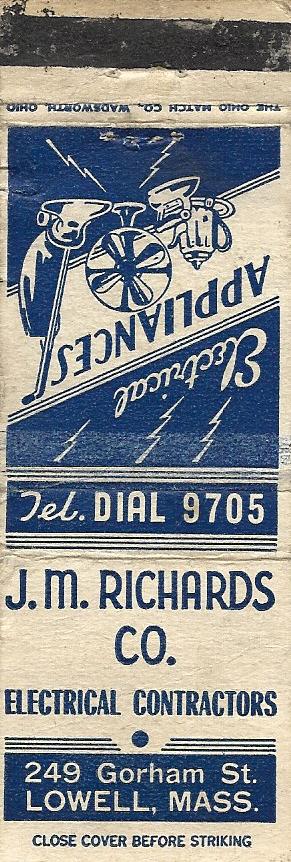 THE OHIO MATCH CO., WADSWORTH, OHIO
Electrical
APPLIANCES
Tel. DIAL 9705
J.M. RICHARDS
CO.
ELECTRICAL CONTRACTORS
249 Gorham St.
LOWELL, MASS.
CLOSE COVER BEFORE STRIKING